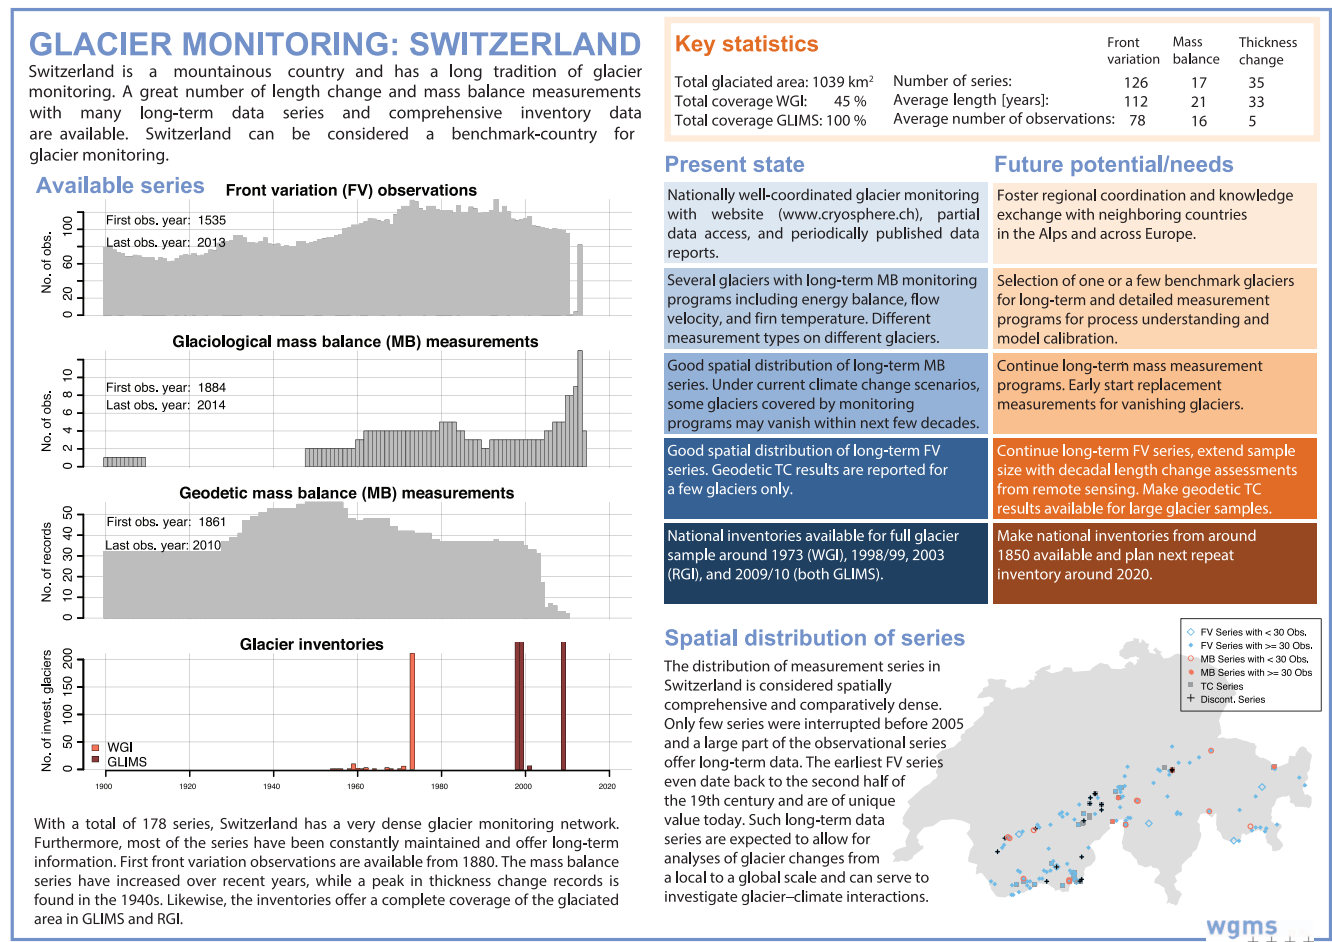 GLACIER MONITORING: SWITZERLAND
Switzerland is a mountainous country and has a long tradition of glacier
monitoring. A great number of length change and mass balance measurements
with many long-term data series and comprehensive inventory data
are available. Switzerland can be considered a benchmark-country for
glacier monitoring.
Key statistics
Front variation
Mass balance
Thickness change
Total glaciated area: 1039 km²
Number of series: 126 17 35
Total coverage WGI: 45 %
Average length [years]: 112 21 33
Total coverage GLIMS: 100 %
Average number of observations: 78 16 5
Available series
Front variation (FV) observations
First obs. year: 1535
Last obs. year: 2013
No. of obs.
0 20 60 100
Glaciological mass balance (MB) measurements
First obs. year: 1884
Last obs. year: 2014
No. of obs.
0 2 4 6 8 10
Geodetic mass balance (MB) measurements
First obs. year: 1861
Last obs. year: 2010
No. of records
0 10 20 30 40 50
Glacier inventories
No. of invest. glaciers
0 50 100 150 200
WGI
GLIMS
1900 1920 1940 1960 1980 2000 2020
With a total of 178 series, Switzerland has a very dense glacier monitoring network.
Furthermore, most of the series have been constantly maintained and offer long-term
information. First front variation observations are available from 1880. The mass balance
series have increased over recent years, while a peak in thickness change records is
found in the 1940s. Likewise, the inventories offer a complete coverage of the glaciated
area in GLIMS and RGI.
Present state
Nationally well-coordinated glacier monitoring
with website (www.cryosphere.ch), partial
data access, and periodically published data
reports.
Several glaciers with long-term MB monitoring
programs including energy balance, flow
velocity, and firn temperature. Different
measurement types on different glaciers.
Good spatial distribution of long-term MB
series. Under current climate change scenarios,
some glaciers covered by monitoring
programs may vanish within next few decades.
Good spatial distribution of long-term FV
series. Geodetic TC results are reported for
a few glaciers only.
National inventories available for full glacier
sample around 1973 (WGI), 1998/99, 2003
(RGI), and 2009/10 (both GLIMS).
Future potential/needs
Foster regional coordination and knowledge
exchange with neighboring countries
in the Alps and across Europe.
Selection of one or a few benchmark glaciers
for long-term and detailed measurement
programs for process understanding and
model calibration.
Continue long-term mass measurement
programs. Early start replacement
measurements for vanishing glaciers.
Continue long-term FV series, extend sample
size with decadal length change assessments
from remote sensing. Make geodetic TC
results available for large glacier samples.
Make national inventories from around
1850 available and plan next repeat
inventory around 2020.
Spatial distribution of series
The distribution of measurement series in
Switzerland is considered spatially
comprehensive and comparatively dense.
Only few series were interrupted before 2005
and a large part of the observational series
offer long-term data. The earliest FV series
even date back to the second half of
the 19th century and are of unique
value today. Such long-term data
series are expected to allow for
analyses of glacier changes from
a local to a global scale and can serve to
investigate glacier–climate interactions.
FV Series with < 30 Obs.
FV Series with >= 30 Obs.
MB Series with < 30 Obs.
MB Series with >= 30 Obs
TC Series
Discont. Series
wgms